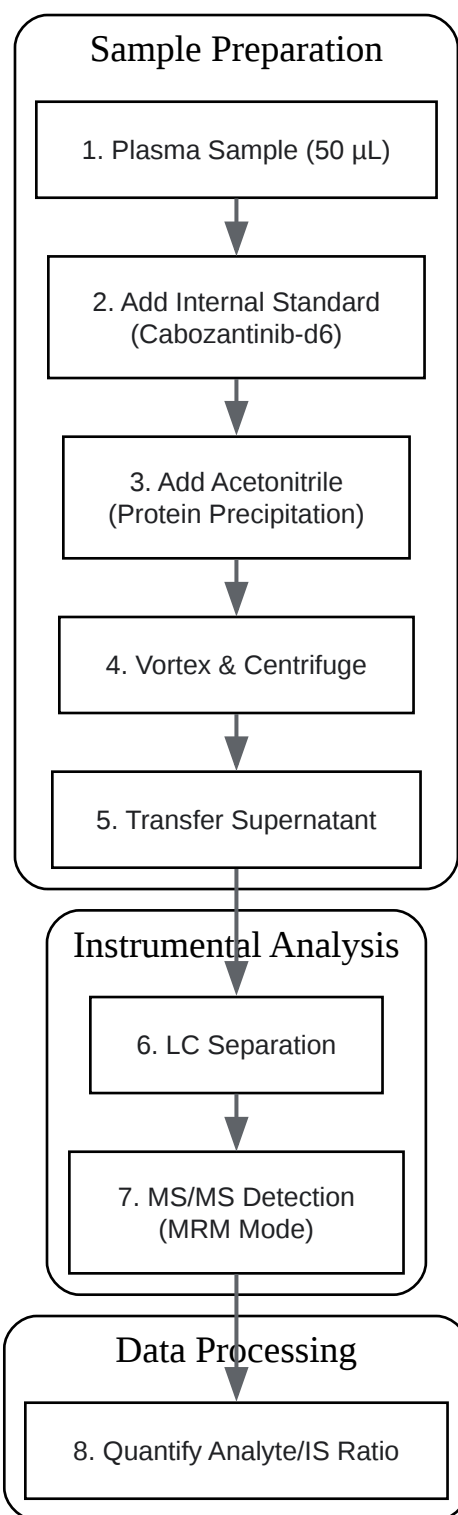 Sample Preparation
1. Plasma Sample (50 µL)
2. Add Internal Standard
(Cabozantinib-d6)
3. Add Acetonitrile
(Protein Precipitation)
4. Vortex & Centrifuge
5. Transfer Supernatant
Instrumental Analysis
6. LC Separation
7. MS/MS Detection
(MRM Mode)
Data Processing
8. Quantify Analyte/IS Ratio